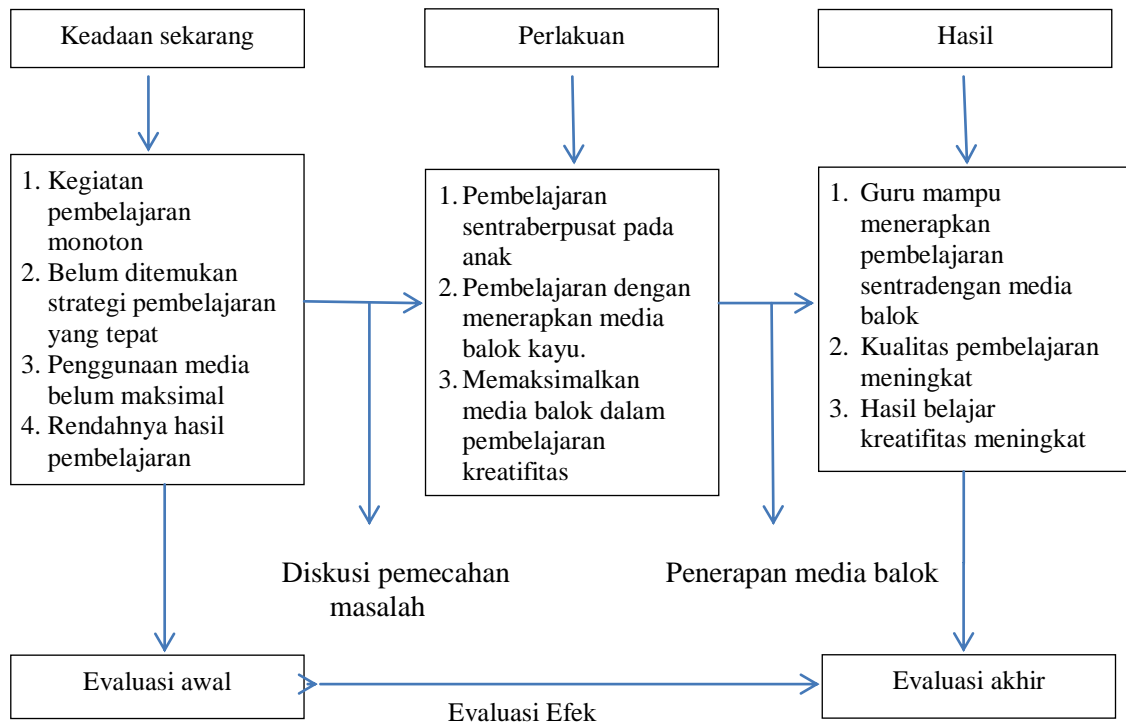 Keadaan sekarang
Perlakuan
Hasil
1. Kegiatan
pembelajaran
monoton
2. Belum ditemukan
strategi pembelajaran
yang tepat
3. Penggunaan media
belum maksimal
4. Rendahnya hasil
pembelajaran
1. Pembelajaran
sentraberpusat pada
anak
2. Pembelajaran dengan
menerapkan media
balok kayu.
3. Memaksimalkan
media balok dalam
pembelajaran
kreatifitas
1. Guru mampu
menerapkan
pembelajaran
sentradengan media
balok
2. Kualitas pembelajaran
meningkat
3. Hasil belajar
kreatifitas meningkat
Diskusi pemecahan
masalah
Penerapan media balok
Evaluasi awal
Evaluasi Efek
Evaluasi akhir